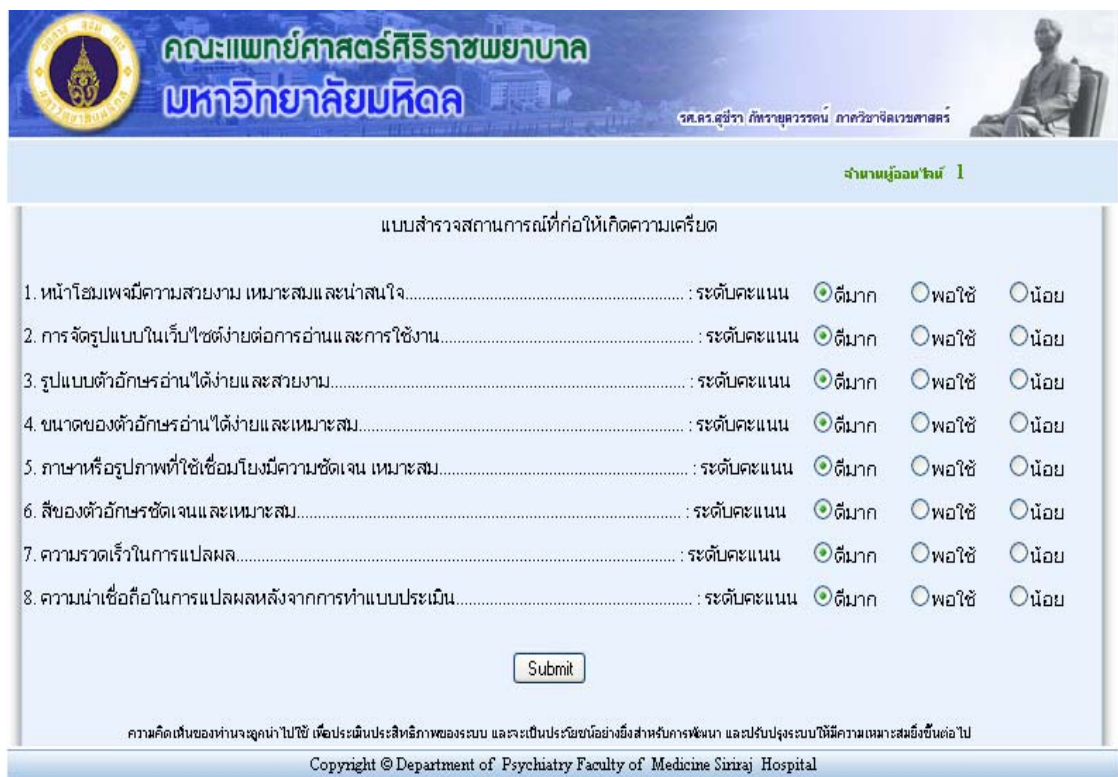 คณะแพทยศาสตร์ศิริราชพยาบาล
มหาวิทยาลัยมหิดล
รศ.ดร.สุชีรา ภัทรายุตวรรตน์ ภาควิชาจิตเวชศาสตร์
จำนวนผู้ออนไลน์ 1
แบบสำรวจสถานการณ์ที่ก่อให้เกิดความเครียด
1. หน้าโฮมเพจมีความสวยงาม เหมาะสมและน่าสนใจ : ระดับคะแนน ดีมาก พอใช้ น้อย
2. การจัดรูปแบบในเว็บไซต์ง่ายต่อการอ่านและการใช้งาน : ระดับคะแนน ดีมาก พอใช้ น้อย
3. รูปแบบตัวอักษรอ่านได้ง่ายและสวยงาม : ระดับคะแนน ดีมาก พอใช้ น้อย
4. ขนาดของตัวอักษรอ่านได้ง่ายและเหมาะสม : ระดับคะแนน ดีมาก พอใช้ น้อย
5. ภาษาหรือรูปภาพที่ใช้เชื่อมโยงมีความชัดเจน เหมาะสม : ระดับคะแนน ดีมาก พอใช้ น้อย
6. สีของตัวอักษรชัดเจนและเหมาะสม : ระดับคะแนน ดีมาก พอใช้ น้อย
7. ความรวดเร็วในการแปลผล : ระดับคะแนน ดีมาก พอใช้ น้อย
8. ความน่าเชื่อถือในการแปลผลหลังจากการทำแบบประเมิน : ระดับคะแนน ดีมาก พอใช้ น้อย
Submit
ความคิดเห็นของท่านจะถูกนำไปใช้ เพื่อประเมินประสิทธิภาพของระบบ และจะเป็นประโยชน์อย่างยิ่งสำหรับการพัฒนา และปรับปรุงระบบให้มีความเหมาะสมยิ่งขึ้นต่อไป
Copyright © Department of Psychiatry Faculty of Medicine Siriraj Hospital